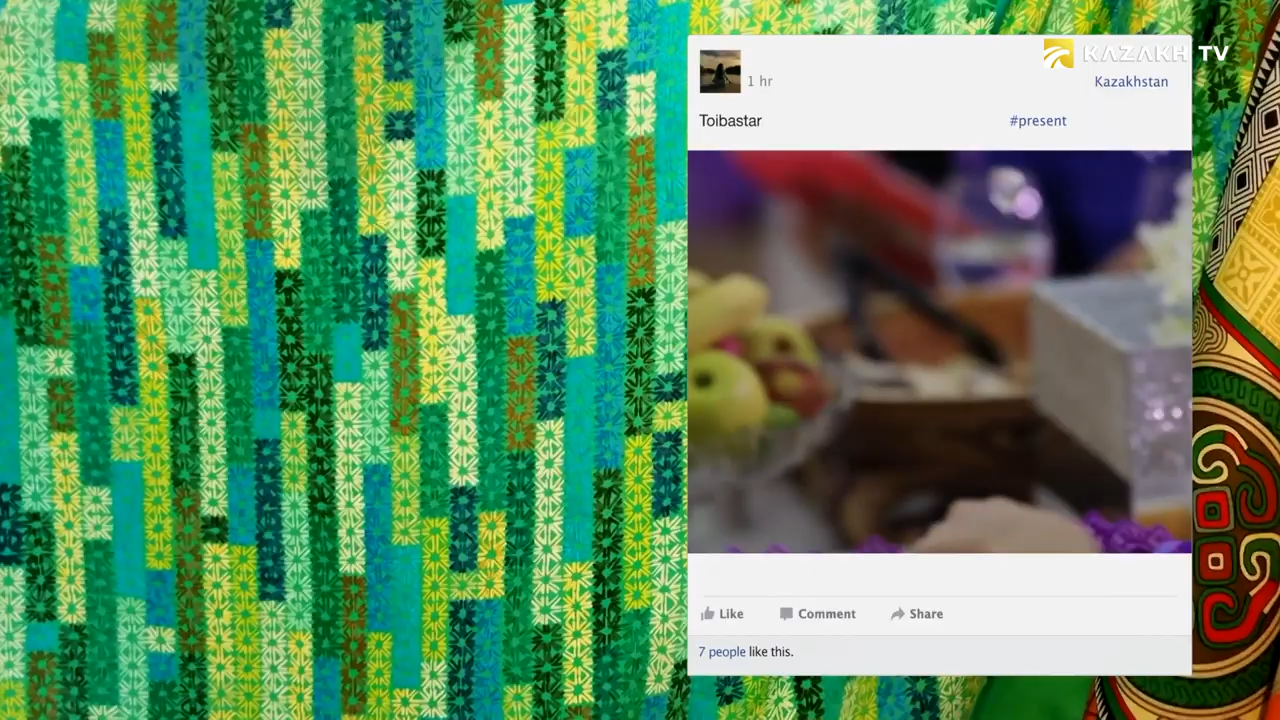 KAZAKH TV
1 hr
Kazakhstan
Toibastar
#present
Like
Comment
Share
7 people like this.